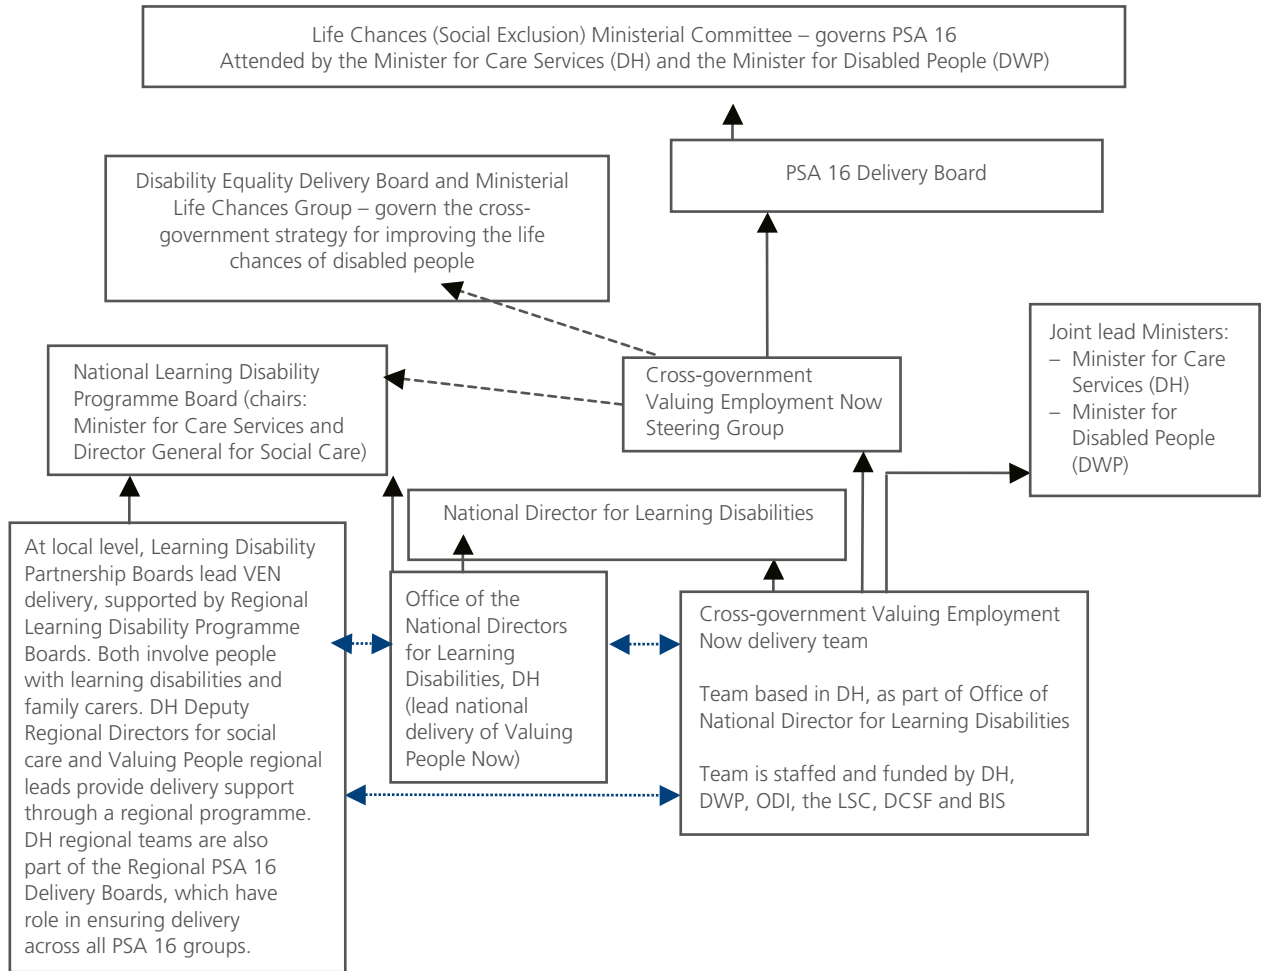 Life Chances (Social Exclusion) Ministerial Committee – governs PSA 16
Attended by the Minister for Care Services (DH) and the Minister for Disabled People (DWP)
PSA 16 Delivery Board
Disability Equality Delivery Board and Ministerial
Life Chances Group – govern the cross-
government strategy for improving the life
chances of disabled people
Joint lead Ministers:
– Minister for Care
Services (DH)
– Minister for
Disabled People
(DWP)
National Learning Disability
Programme Board (chairs:
Minister for Care Services and
Director General for Social Care)
Cross-government
Valuing Employment Now
Steering Group
National Director for Learning Disabilities
At local level, Learning Disability
Partnership Boards lead VEN
delivery, supported by Regional
Learning Disability Programme
Boards. Both involve people
with learning disabilities and
family carers. DH Deputy
Regional Directors for social
care and Valuing People regional
leads provide delivery support
through a regional programme.
DH regional teams are also
part of the Regional PSA 16
Delivery Boards, which have
role in ensuring delivery
across all PSA 16 groups.
Office of the
National Directors
for Learning
Disabilities, DH
(lead national
delivery of Valuing
People Now)
Cross-government Valuing Employment
Now delivery team
Team based in DH, as part of Office of
National Director for Learning Disabilities
Team is staffed and funded by DH,
DWP, ODI, the LSC, DCSF and BIS